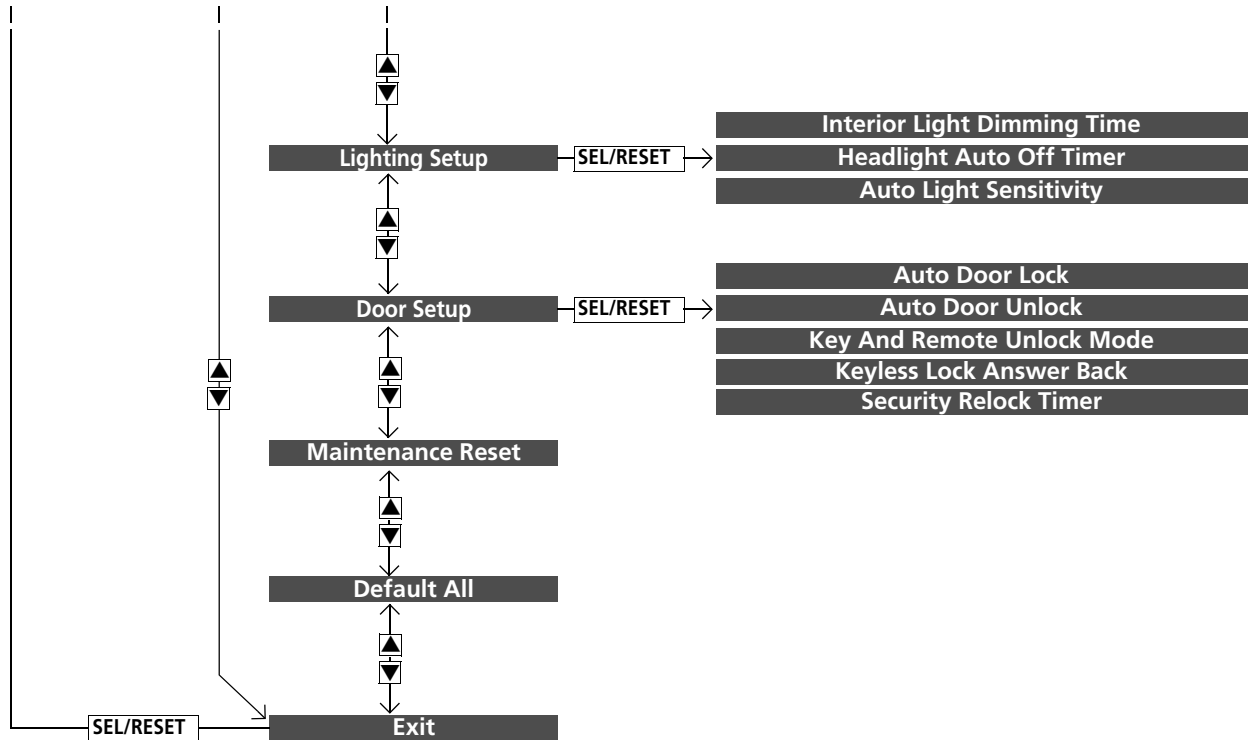 Interior Light Dimming Time
Lighting Setup SEL/RESET Headlight Auto Off Timer
Auto Light Sensitivity
Auto Door Lock
Door Setup SEL/RESET Auto Door Unlock
Key And Remote Unlock Mode
Keyless Lock Answer Back
Security Relock Timer
Maintenance Reset
Default All
SEL/RESET Exit